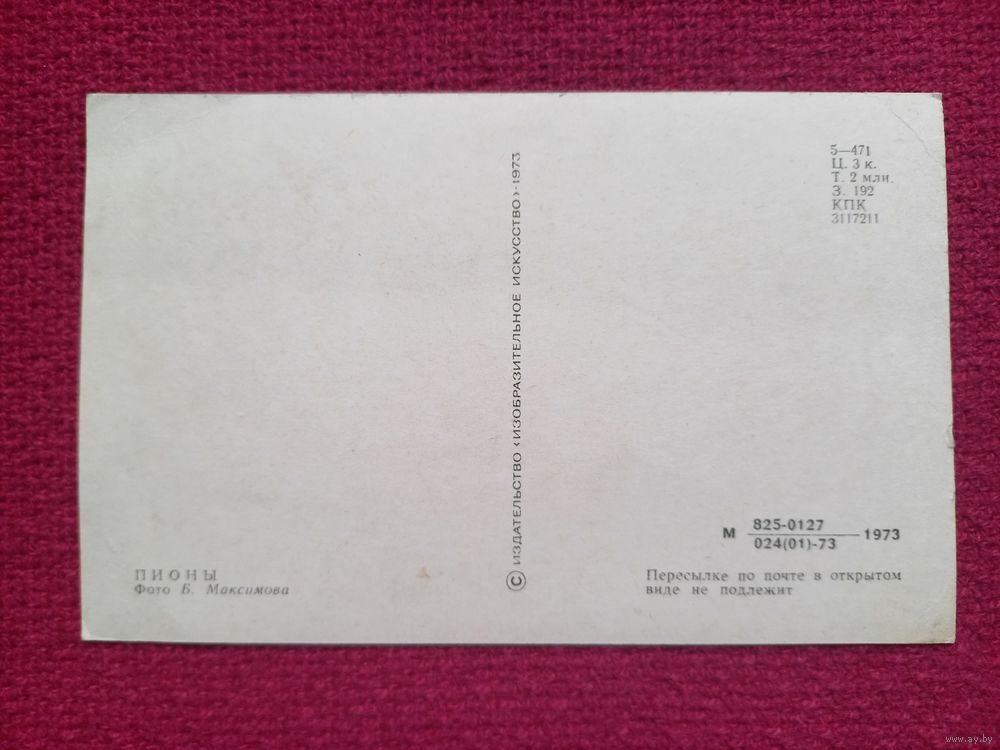 5—471
Ц. 3 к.
Т. 2 млн.
З. 192
КПК
3117211
© ИЗДАТЕЛЬСТВО «ИЗОБРАЗИТЕЛЬНОЕ ИСКУССТВО»·1973
М 825-0127
024(01)-73
1973
ПИОНЫ
Фото Б. Максимова
Пересылке по почте в открытом
виде не подлежит
www.ay.by